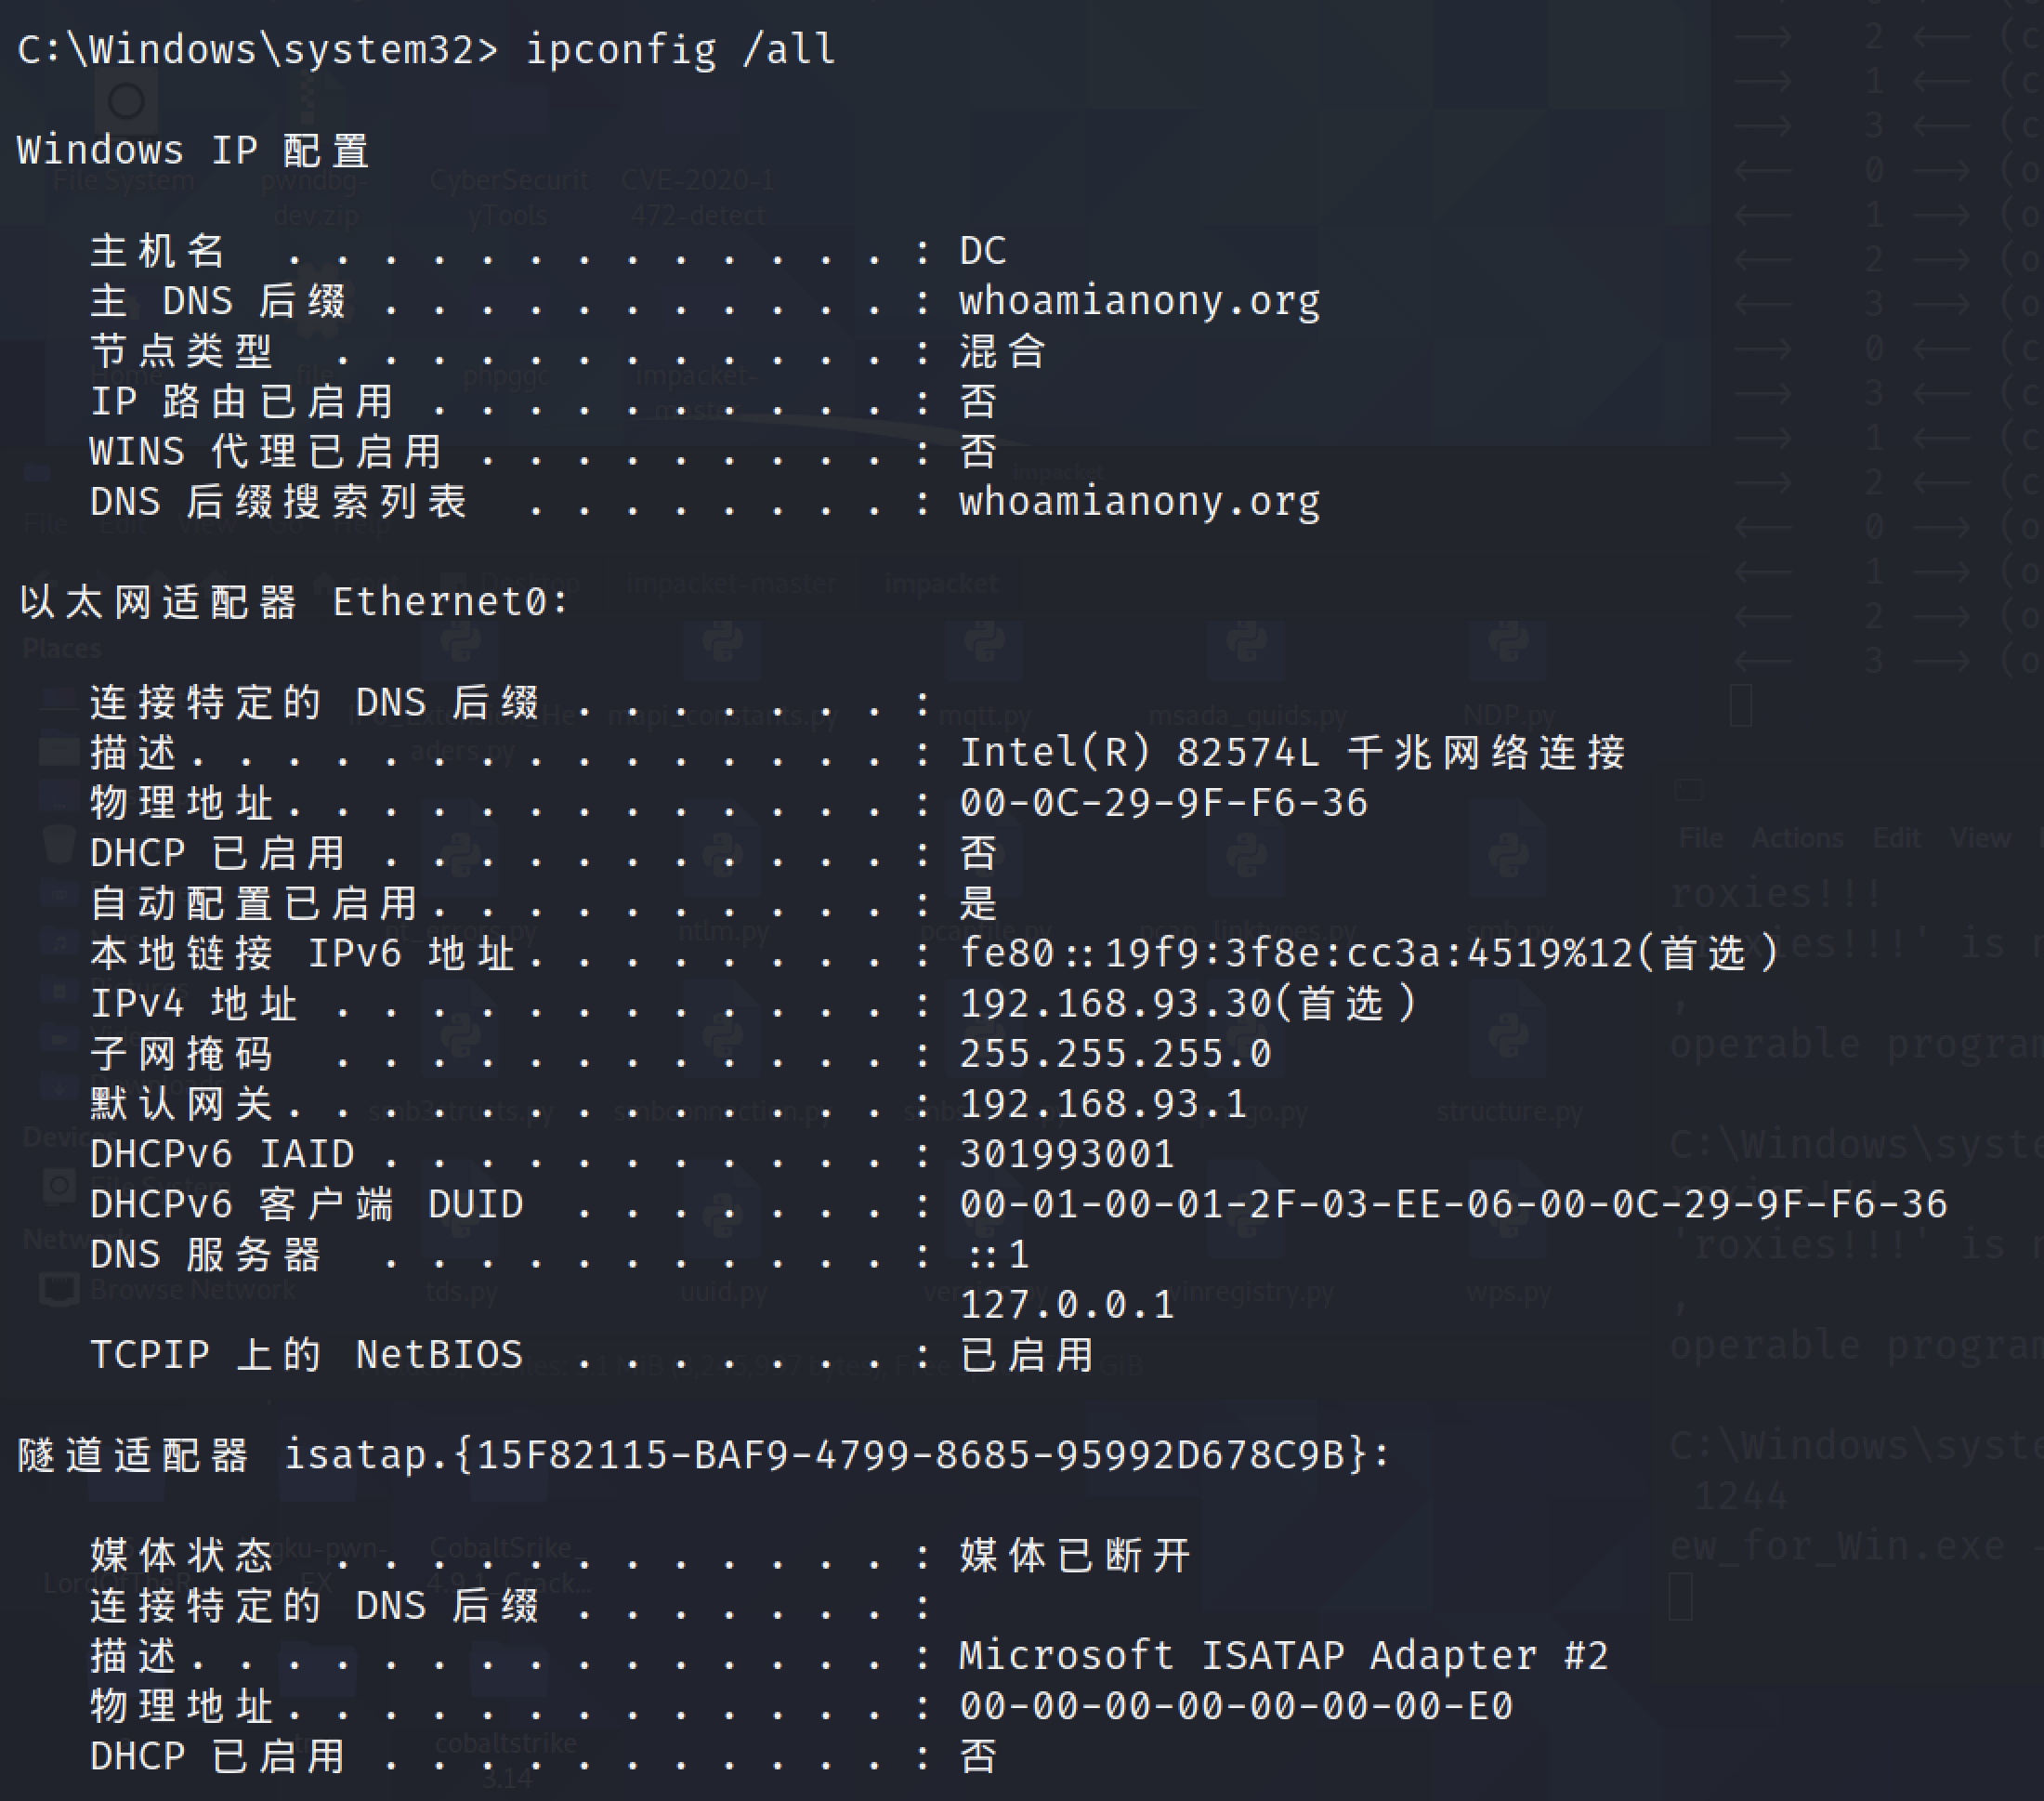 C:\Windows\system32> ipconfig /all
Windows IP 配置
主机名  . . . . . . . . . . . . . : DC
主 DNS 后缀 . . . . . . . . . . . : whoamianony.org
节点类型  . . . . . . . . . . . . : 混合
IP 路由已启用 . . . . . . . . . . : 否
WINS 代理已启用 . . . . . . . . . : 否
DNS 后缀搜索列表  . . . . . . . . : whoamianony.org
以太网适配器 Ethernet0:
连接特定的 DNS 后缀 . . . . . . . :
描述. . . . . . . . . . . . . . . : Intel(R) 82574L 千兆网络连接
物理地址. . . . . . . . . . . . . : 00-0C-29-9F-F6-36
DHCP 已启用 . . . . . . . . . . . : 否
自动配置已启用. . . . . . . . . . : 是
本地链接 IPv6 地址. . . . . . . . : fe80::19f9:3f8e:cc3a:4519%12(首选)
IPv4 地址 . . . . . . . . . . . . : 192.168.93.30(首选)
子网掩码  . . . . . . . . . . . . : 255.255.255.0
默认网关. . . . . . . . . . . . . : 192.168.93.1
DHCPv6 IAID . . . . . . . . . . . : 301993001
DHCPv6 客户端 DUID  . . . . . . . : 00-01-00-01-2F-03-EE-06-00-0C-29-9F-F6-36
DNS 服务器  . . . . . . . . . . . : ::1
127.0.0.1
TCPIP 上的 NetBIOS  . . . . . . . : 已启用
隧道适配器 isatap.{15F82115-BAF9-4799-8685-95992D678C9B}:
媒体状态  . . . . . . . . . . . . : 媒体已断开
连接特定的 DNS 后缀 . . . . . . . :
描述. . . . . . . . . . . . . . . : Microsoft ISATAP Adapter #2
物理地址. . . . . . . . . . . . . : 00-00-00-00-00-00-00-E0
DHCP 已启用 . . . . . . . . . . . : 否